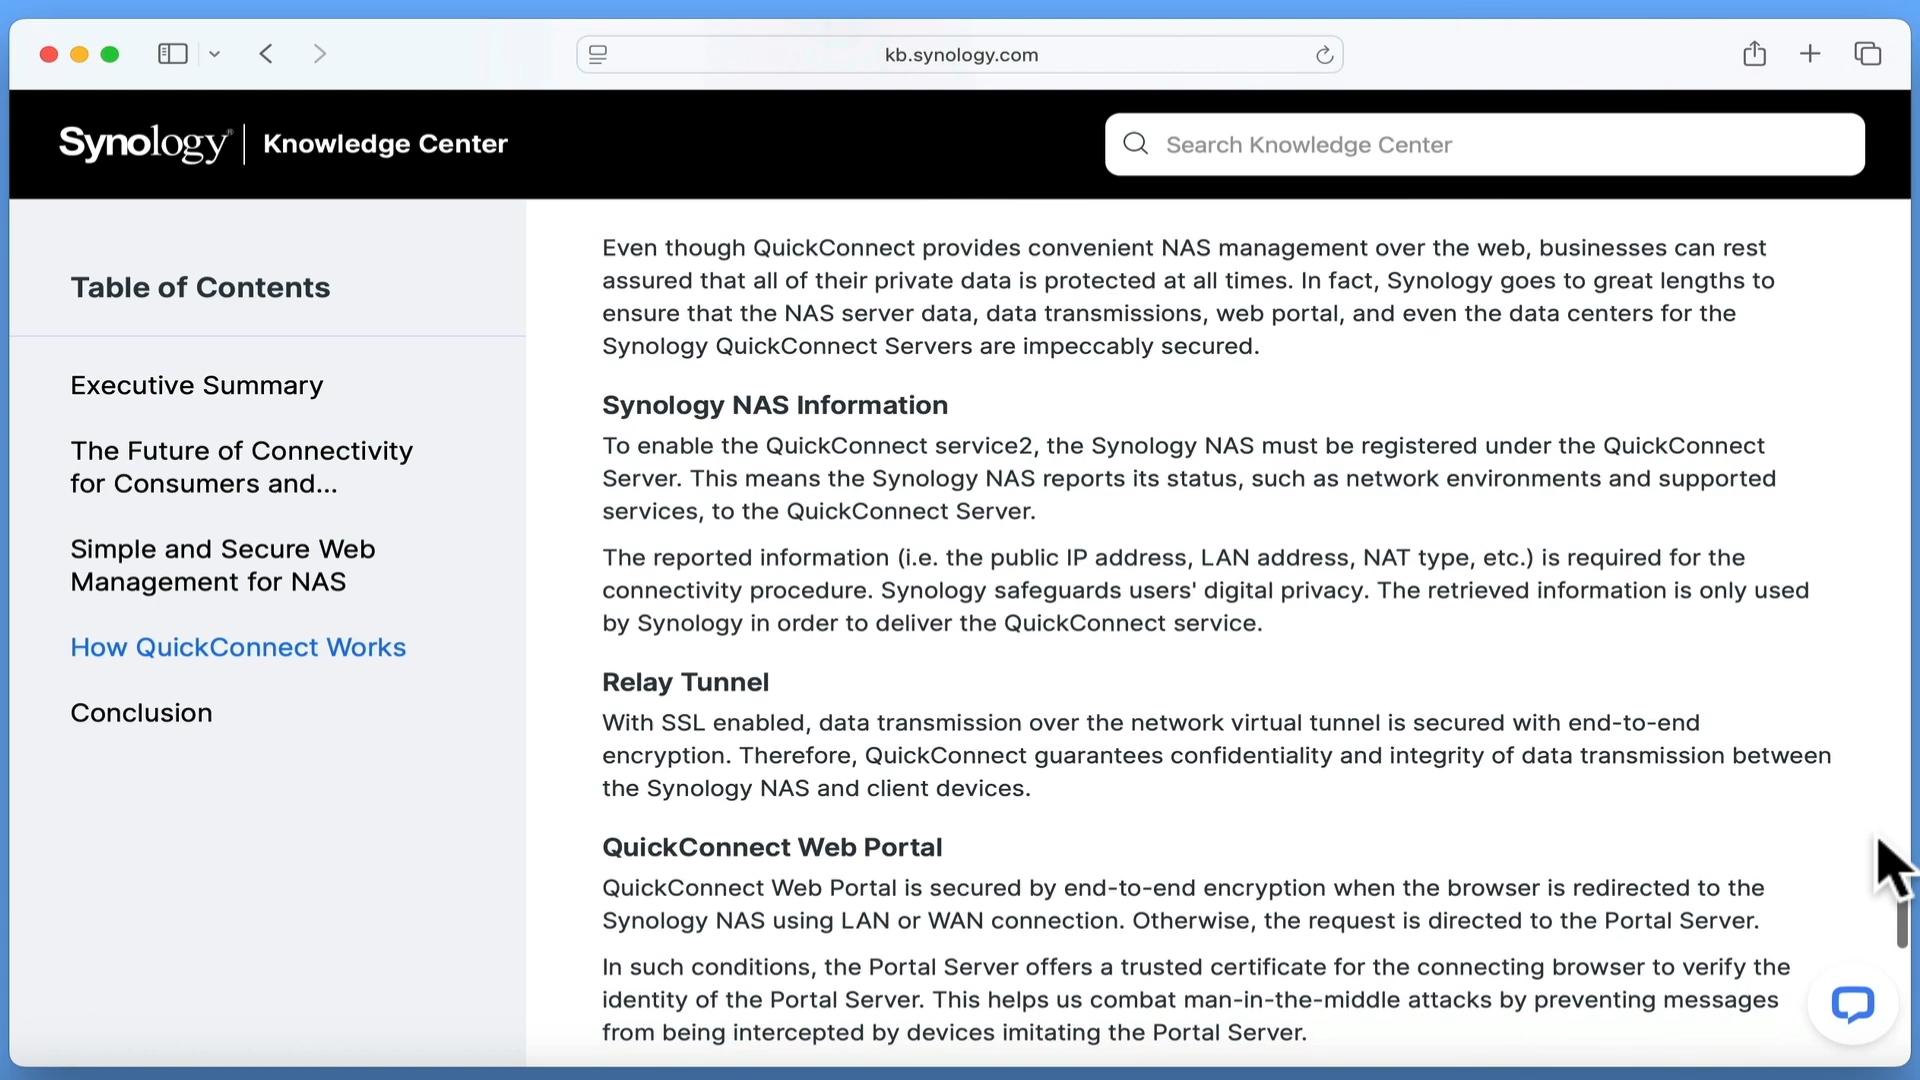 kb.synology.com
Synology® | Knowledge Center
Search Knowledge Center
Table of Contents
Executive Summary
The Future of Connectivity
for Consumers and...
Simple and Secure Web
Management for NAS
How QuickConnect Works
Conclusion
Even though QuickConnect provides convenient NAS management over the web, businesses can rest
assured that all of their private data is protected at all times. In fact, Synology goes to great lengths to
ensure that the NAS server data, data transmissions, web portal, and even the data centers for the
Synology QuickConnect Servers are impeccably secured.
Synology NAS Information
To enable the QuickConnect service2, the Synology NAS must be registered under the QuickConnect
Server. This means the Synology NAS reports its status, such as network environments and supported
services, to the QuickConnect Server.
The reported information (i.e. the public IP address, LAN address, NAT type, etc.) is required for the
connectivity procedure. Synology safeguards users' digital privacy. The retrieved information is only used
by Synology in order to deliver the QuickConnect service.
Relay Tunnel
With SSL enabled, data transmission over the network virtual tunnel is secured with end-to-end
encryption. Therefore, QuickConnect guarantees confidentiality and integrity of data transmission between
the Synology NAS and client devices.
QuickConnect Web Portal
QuickConnect Web Portal is secured by end-to-end encryption when the browser is redirected to the
Synology NAS using LAN or WAN connection. Otherwise, the request is directed to the Portal Server.
In such conditions, the Portal Server offers a trusted certificate for the connecting browser to verify the
identity of the Portal Server. This helps us combat man-in-the-middle attacks by preventing messages
from being intercepted by devices imitating the Portal Server.